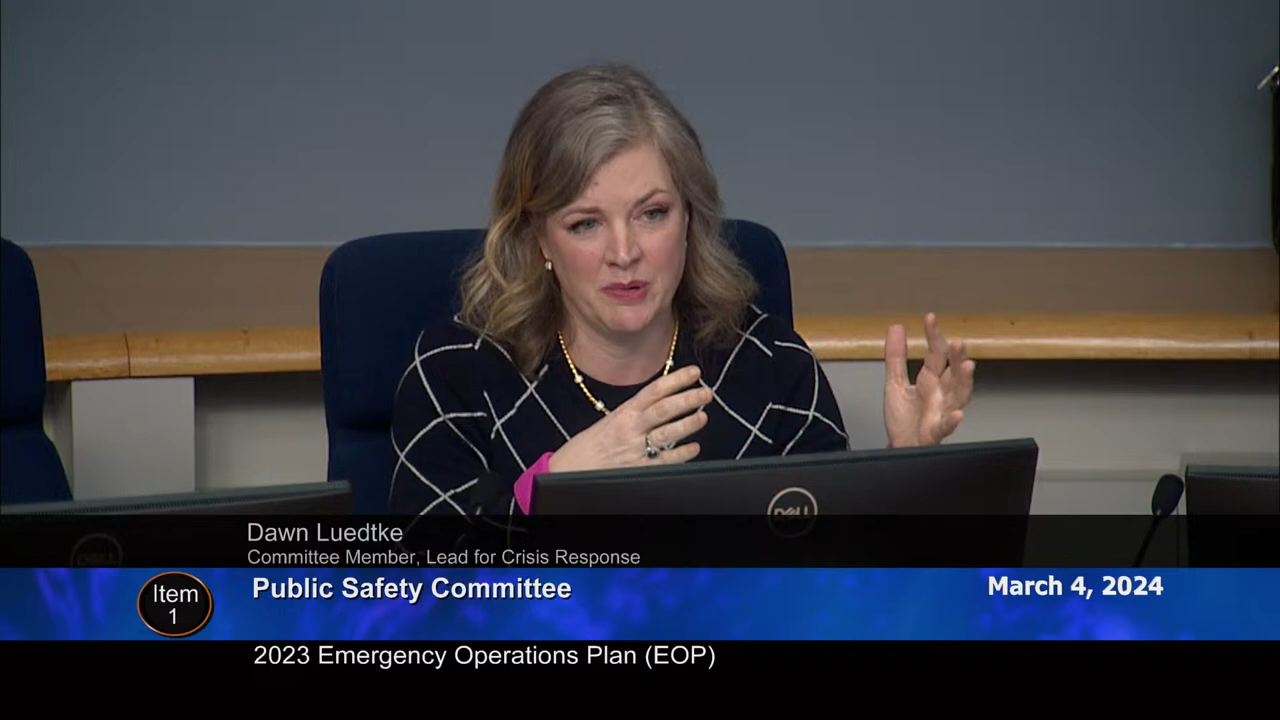 DELL
Dawn Luedtke
Committee Member, Lead for Crisis Response
Item
1
Public Safety Committee
March 4, 2024
2023 Emergency Operations Plan (EOP)